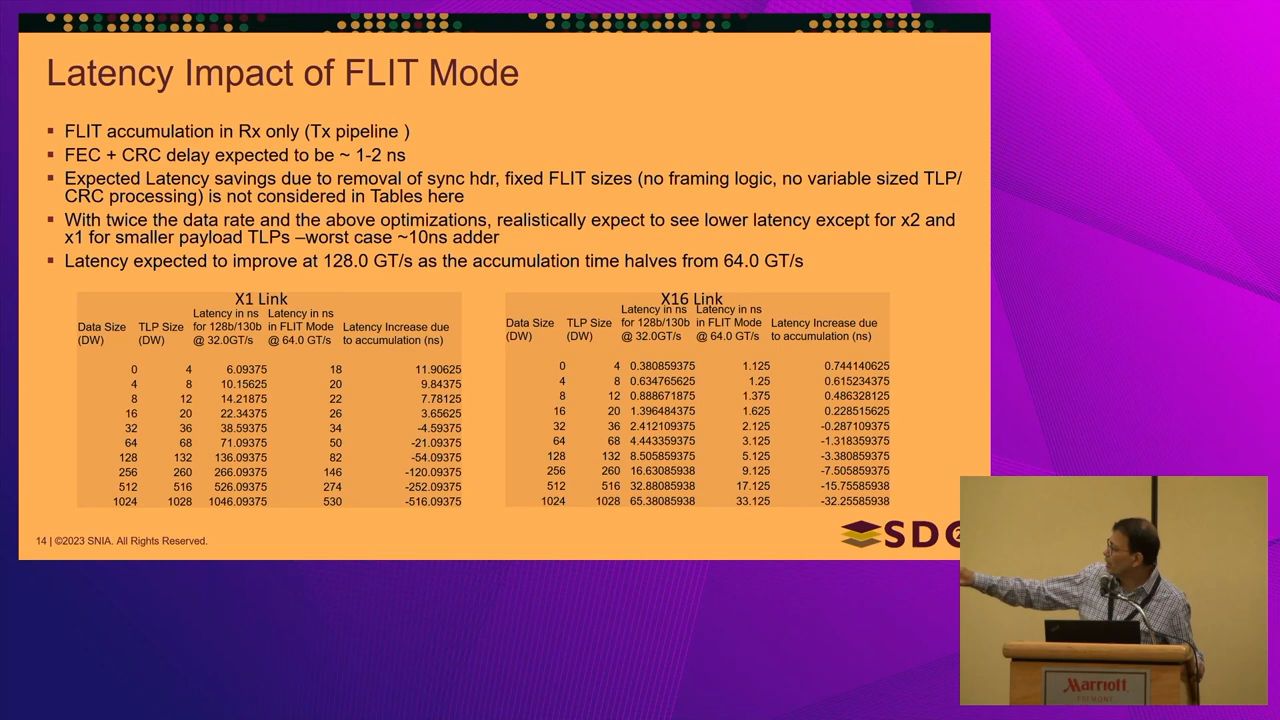 Latency Impact of FLIT Mode
▪ FLIT accumulation in Rx only (Tx pipeline )
▪ FEC + CRC delay expected to be ~ 1-2 ns
▪ Expected Latency savings due to removal of sync hdr, fixed FLIT sizes (no framing logic, no variable sized TLP/
CRC processing) is not considered in Tables here
▪ With twice the data rate and the above optimizations, realistically expect to see lower latency except for x2 and
x1 for smaller payload TLPs –worst case ~10ns adder
▪ Latency expected to improve at 128.0 GT/s as the accumulation time halves from 64.0 GT/s
X1 Link
Data Size (DW) TLP Size (DW) Latency in ns for 128b/130b @ 32.0GT/s Latency in ns in FLIT Mode @ 64.0 GT/s Latency Increase due to accumulation (ns)
0 4 6.09375 18 11.90625
4 8 10.15625 20 9.84375
8 12 14.21875 22 7.78125
16 20 22.34375 26 3.65625
32 36 38.59375 34 -4.59375
64 68 71.09375 50 -21.09375
128 132 136.09375 82 -54.09375
256 260 266.09375 146 -120.09375
512 516 526.09375 274 -252.09375
1024 1028 1046.09375 530 -516.09375
X16 Link
Data Size (DW) TLP Size (DW) Latency in ns for 128b/130b @ 32.0GT/s Latency in ns in FLIT Mode @ 64.0 GT/s Latency Increase due to accumulation (ns)
0 4 0.380859375 1.125 0.744140625
4 8 0.634765625 1.25 0.615234375
8 12 0.888671875 1.375 0.486328125
16 20 1.396484375 1.625 0.228515625
32 36 2.412109375 2.125 -0.287109375
64 68 4.443359375 3.125 -1.318359375
128 132 8.505859375 5.125 -3.380859375
256 260 16.63085938 9.125 -7.505859375
512 516 32.88085938 17.125 -15.75585938
1024 1028 65.38085938 33.125 -32.25585938
14 | ©2023 SNIA. All Rights Reserved.
SDC
Marriott
FREMONT